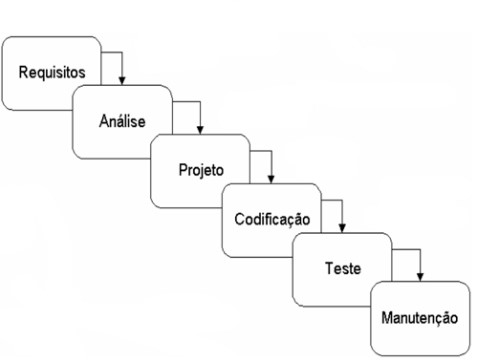 Requisitos
Análise
Projeto
Codificação
Teste
Manutenção